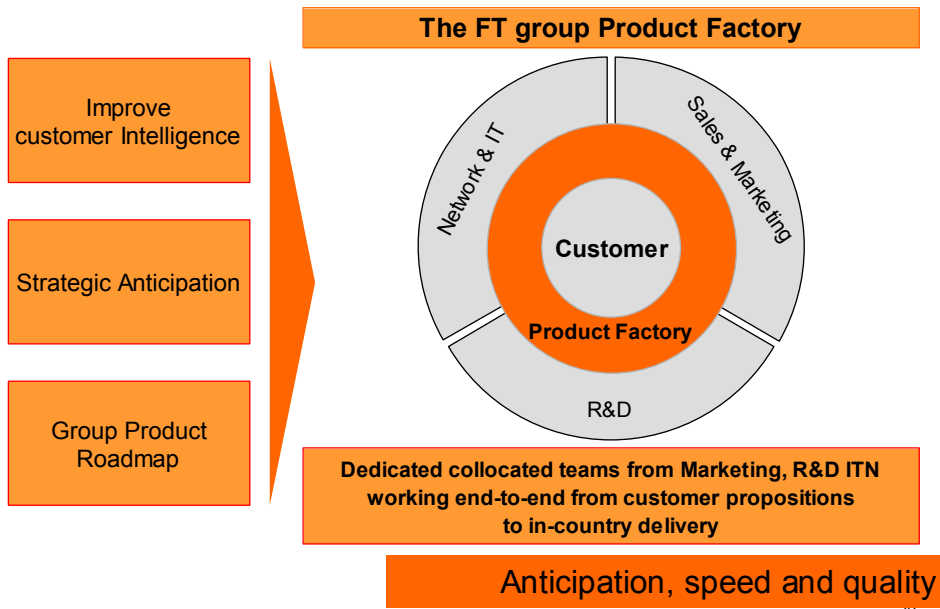 The FT group Product Factory
Improve
customer Intelligence
Strategic Anticipation
Group Product
Roadmap
Network & IT
Sales & Marketing
Customer
Product Factory
R&D
Dedicated collocated teams from Marketing, R&D ITN
working end-to-end from customer propositions
to in-country delivery
Anticipation, speed and quality